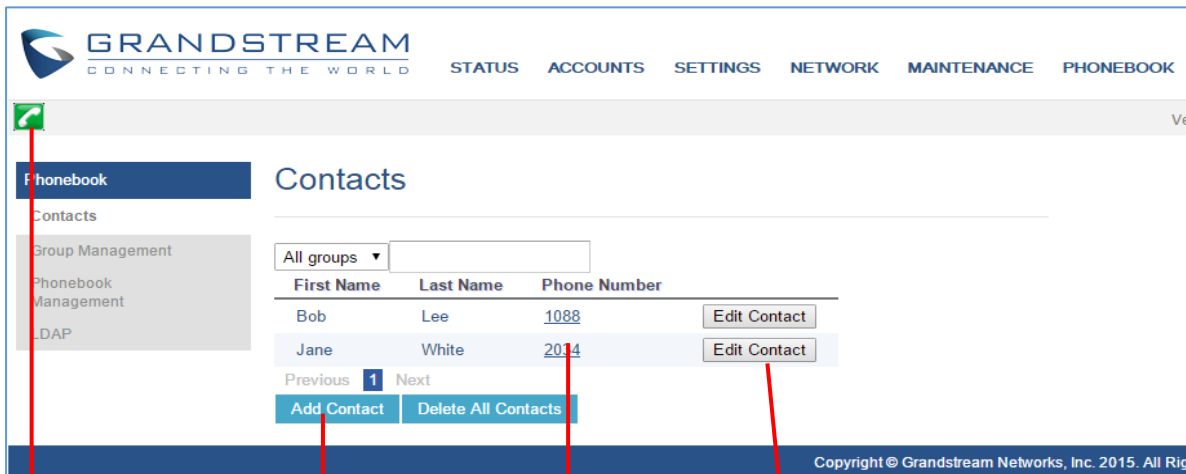 GRANDSTREAM
CONNECTING THE WORLD
STATUS ACCOUNTS SETTINGS NETWORK MAINTENANCE PHONEBOOK
Ve
Phonebook
Contacts
Group Management
Phonebook
Management
LDAP
Contacts
All groups
First Name Last Name Phone Number
Bob Lee 1088 Edit Contact
Jane White 2034 Edit Contact
Previous 1 Next
Add Contact Delete All Contacts
Copyright © Grandstream Networks, Inc. 2015. All Rig